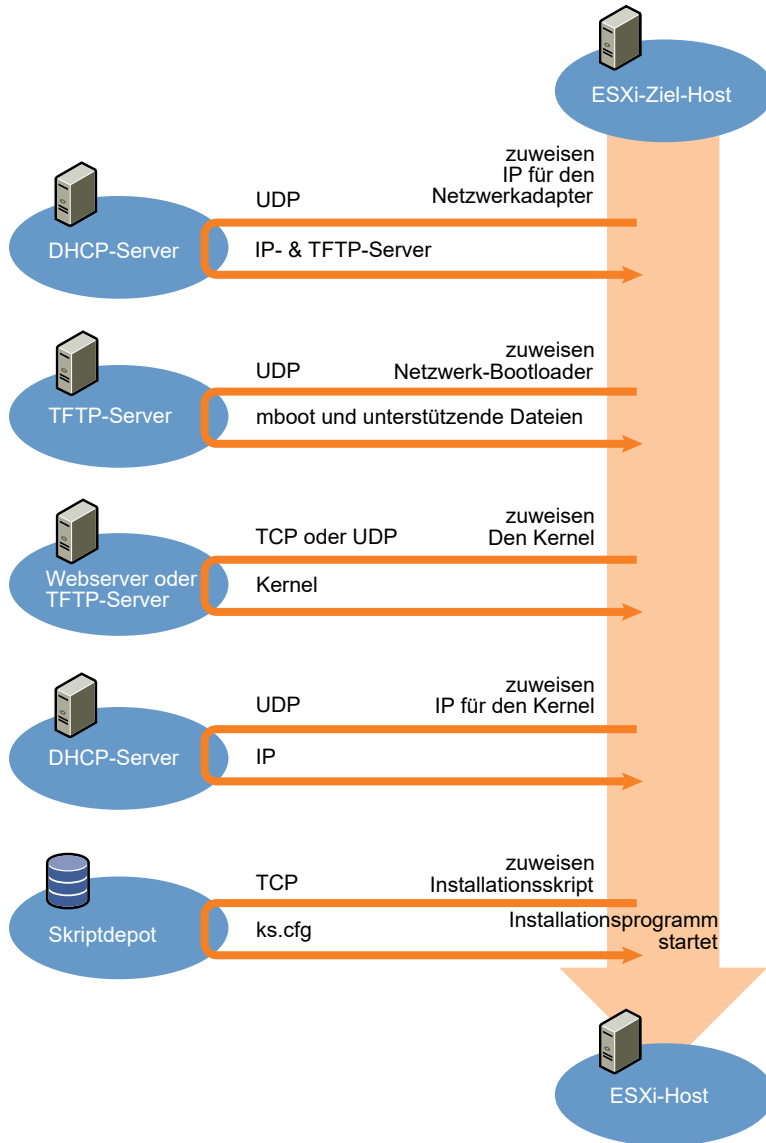 ESXi-Ziel-Host
zuweisen
IP für den
Netzwerkadapter
UDP
DHCP-Server
IP- & TFTP-Server
zuweisen
Netzwerk-Bootloader
UDP
TFTP-Server
mboot und unterstützende Dateien
zuweisen
Den Kernel
TCP oder UDP
Webserver oder
TFTP-Server
Kernel
zuweisen
IP für den Kernel
UDP
DHCP-Server
IP
zuweisen
Installationsskript
TCP
Skriptdepot
ks.cfg
Installationsprogramm
startet
ESXi-Host